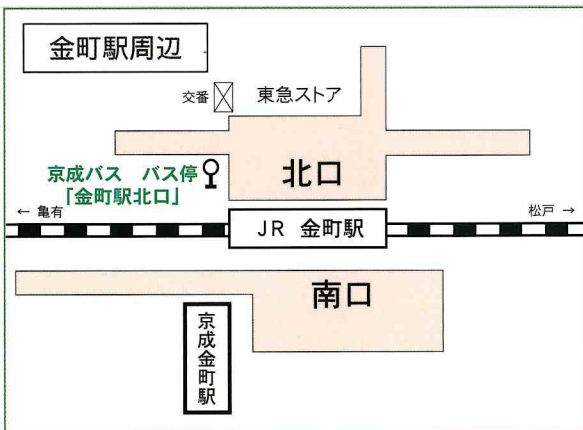 金町駅周辺
交番
東急ストア
京成バス　バス停
「金町駅北口」
北口
← 亀有
松戸 →
JR 金町駅
南口
京成金町駅